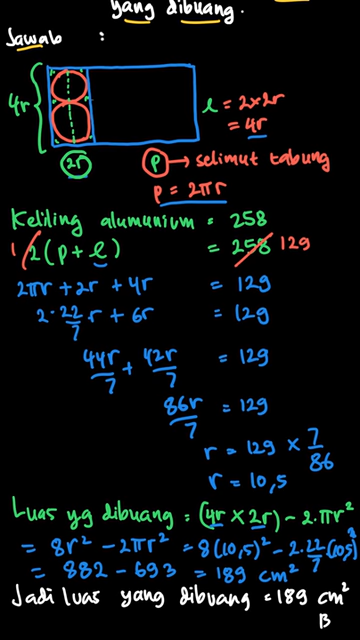 yang dibuang.
Jawab :
4r
l = 2×2r
= 4r
2r
p → selimut tabung
p = 2πr
Keliling alumunium = 258
1 2(p + l) = 258 129
2πr + 2r + 4r = 129
2·22/7 r + 6r = 129
44r/7 + 42r/7 = 129
86r/7 = 129
r = 129 × 7/86
r = 10,5
Luas yg dibuang = (4r × 2r) - 2·πr²
= 8r² - 2πr² = 8(10,5)² - 2·22/7(10,5)²
= 882 - 693 = 189 cm²
Jadi luas yang dibuang = 189 cm²
B